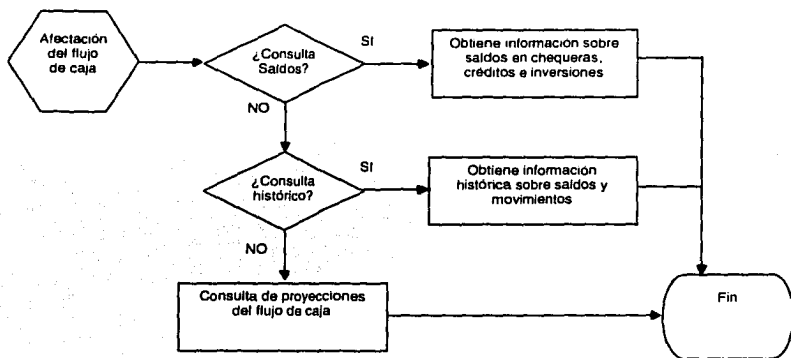 Afectación
del flujo
de caja
¿Consulta
Saldos?
SI
Obtiene información sobre
saldos en chequeras,
créditos e inversiones
NO
¿Consulta
histórico?
SI
Obtiene información
histórica sobre saldos y
movimientos
NO
Consulta de proyecciones
del flujo de caja
Fin